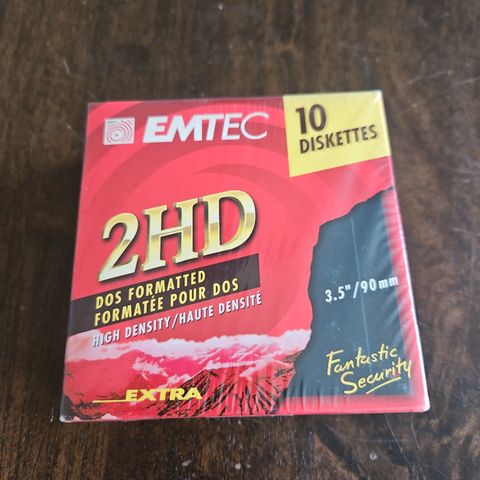 EMTEC
10
DISKETTES
2HD
DOS FORMATTED
FORMATÉE POUR DOS
HIGH DENSITY/HAUTE DENSITÉ
3.5"/90mm
Fantastic
Security
EXTRA